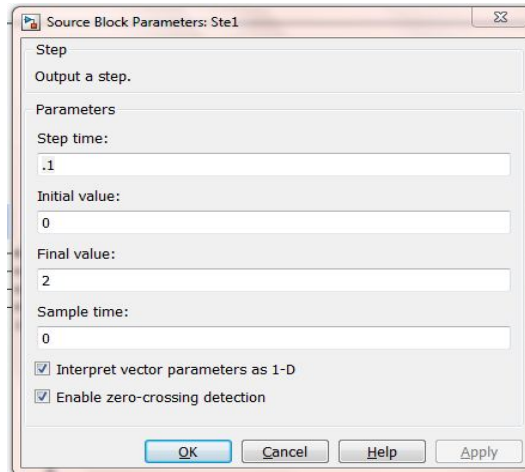 Source Block Parameters: Ste1
Step
Output a step.
Parameters
Step time:
.1
Initial value:
0
Final value:
2
Sample time:
0
Interpret vector parameters as 1-D
Enable zero-crossing detection
OK Cancel Help Apply